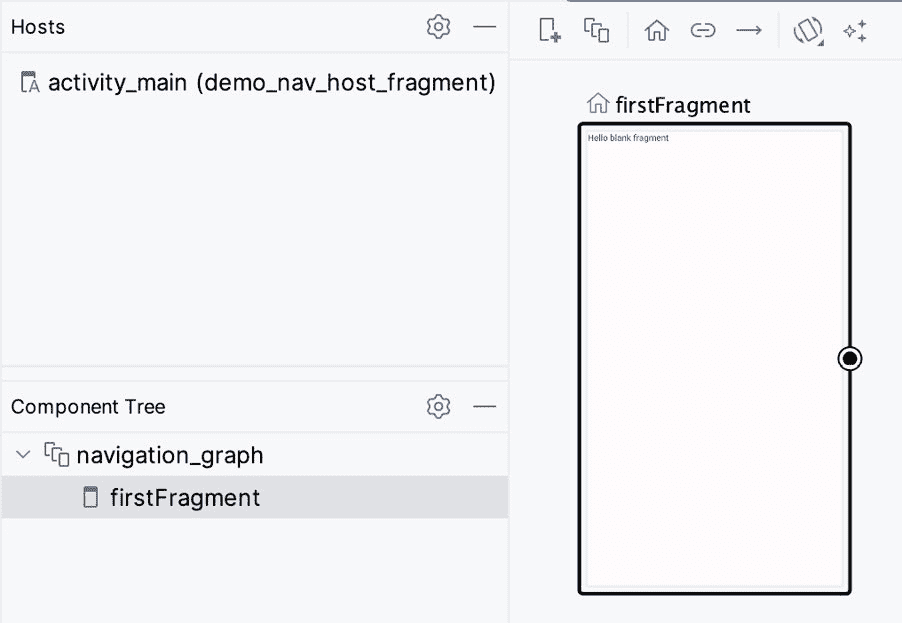 Hosts
activity_main (demo_nav_host_fragment)
Component Tree
navigation_graph
firstFragment
firstFragment
Hello blank fragment